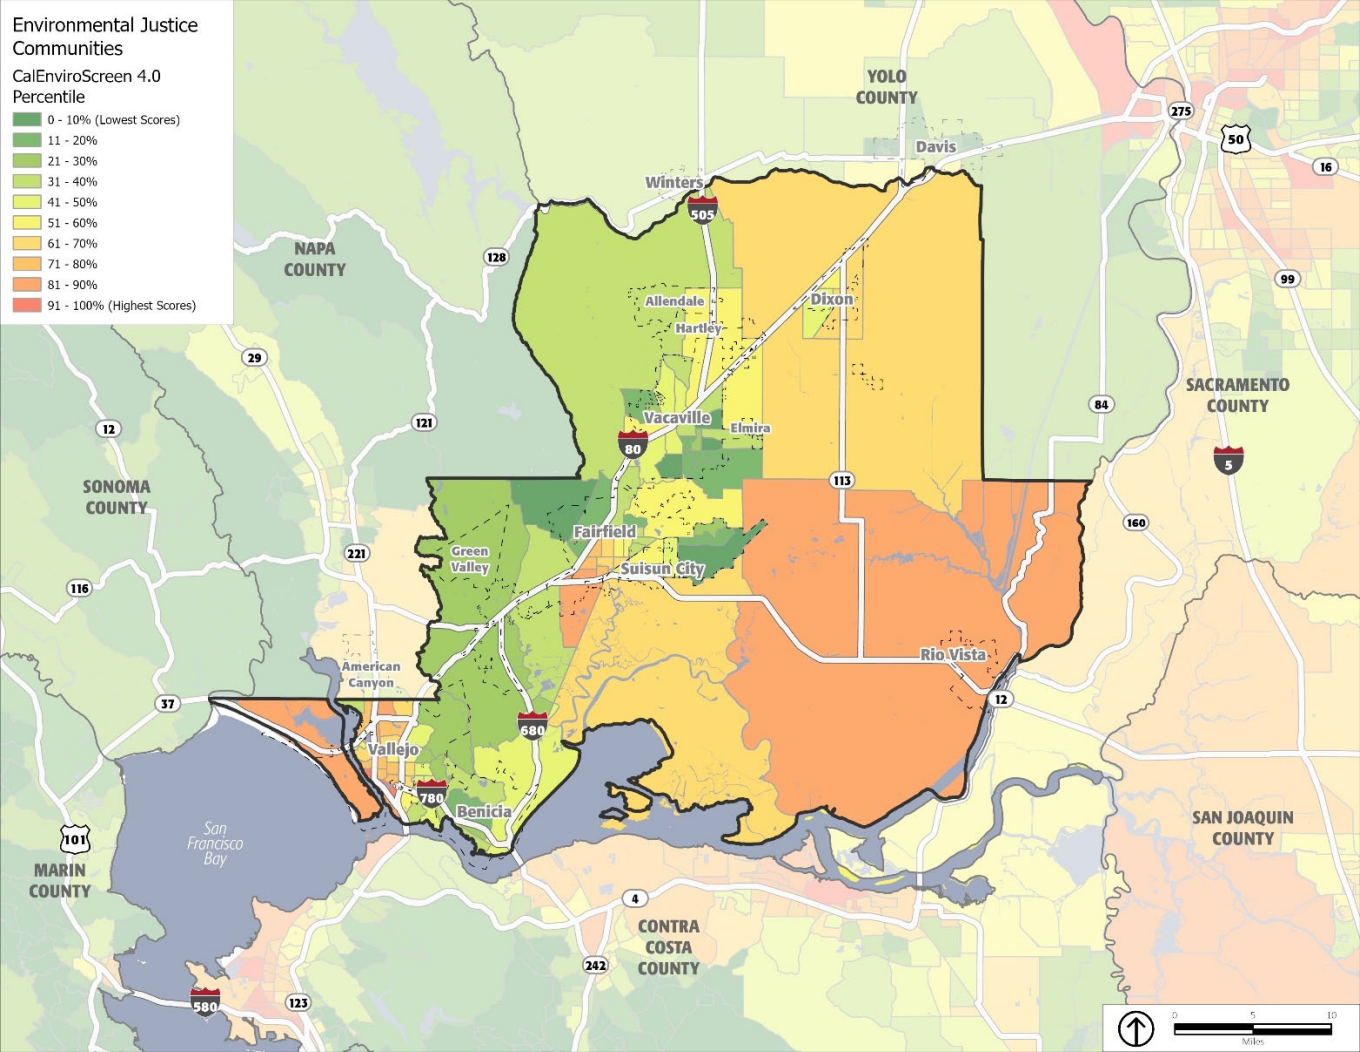 Environmental Justice
Communities
CalEnviroScreen 4.0
Percentile
0 - 10% (Lowest Scores)
11 - 20%
21 - 30%
31 - 40%
41 - 50%
51 - 60%
61 - 70%
71 - 80%
81 - 90%
91 - 100% (Highest Scores)
YOLO
COUNTY
275
50
Davis
16
Winters
505
NAPA
COUNTY
128
99
Allendale
Dixon
Hartley
29
SACRAMENTO
COUNTY
84
12
121
Vacaville
Elmira
80
5
SONOMA
COUNTY
113
160
Fairfield
221
Green
Valley
Suisun City
116
Rio Vista
American
Canyon
37
12
680
Vallejo
780
Benicia
San
Francisco
Bay
SAN JOAQUIN
COUNTY
101
MARIN
COUNTY
4
CONTRA
COSTA
COUNTY
242
580
123
0 5 10
Miles